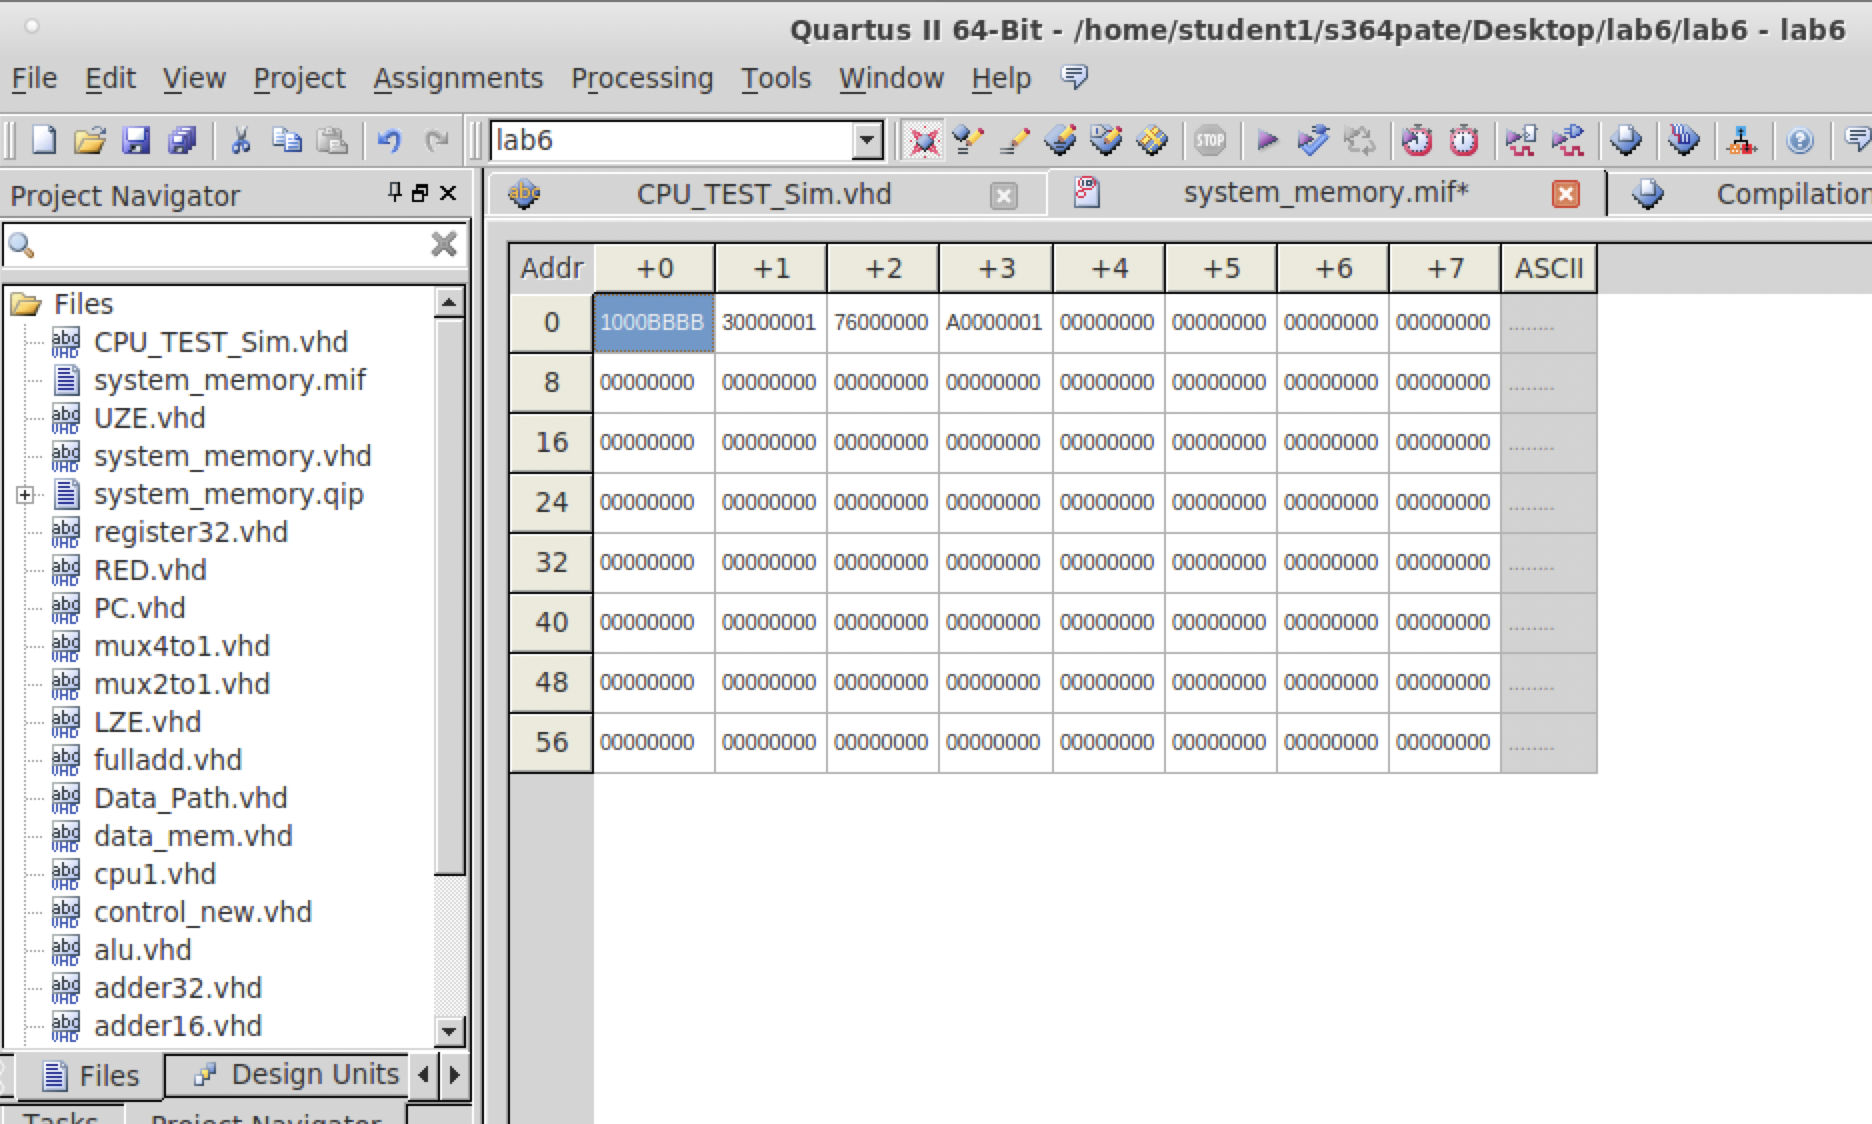 Quartus II 64-Bit - /home/student1/s364pate/Desktop/lab6/lab6 - lab6
File Edit View Project Assignments Processing Tools Window Help
lab6 STOP
Project Navigator
CPU_TEST_Sim.vhd system_memory.mif* Compilation
Files
CPU_TEST_Sim.vhd
system_memory.mif
UZE.vhd
system_memory.vhd
system_memory.qip
register32.vhd
RED.vhd
PC.vhd
mux4to1.vhd
mux2to1.vhd
LZE.vhd
fulladd.vhd
Data_Path.vhd
data_mem.vhd
cpu1.vhd
control_new.vhd
alu.vhd
adder32.vhd
adder16.vhd
Files Design Units
Tasks Project Navigator
Addr +0 +1 +2 +3 +4 +5 +6 +7 ASCII
0 1000BBBB 30000001 76000000 A0000001 00000000 00000000 00000000 00000000 ........
8 00000000 00000000 00000000 00000000 00000000 00000000 00000000 00000000 ........
16 00000000 00000000 00000000 00000000 00000000 00000000 00000000 00000000 ........
24 00000000 00000000 00000000 00000000 00000000 00000000 00000000 00000000 ........
32 00000000 00000000 00000000 00000000 00000000 00000000 00000000 00000000 ........
40 00000000 00000000 00000000 00000000 00000000 00000000 00000000 00000000 ........
48 00000000 00000000 00000000 00000000 00000000 00000000 00000000 00000000 ........
56 00000000 00000000 00000000 00000000 00000000 00000000 00000000 00000000 ........